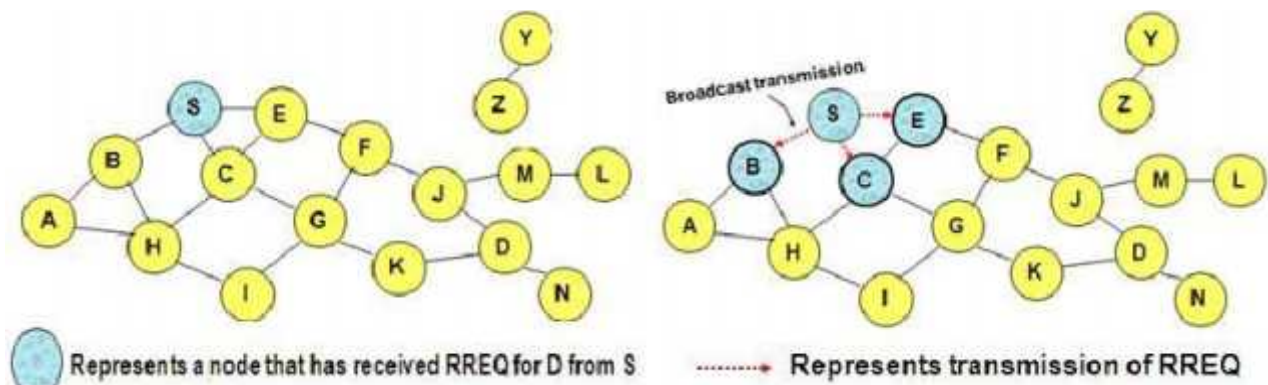 Y
Z
S
E
B
C
F
M
L
A
H
G
J
D
K
I
N
Represents a node that has received RREQ for D from S
Y
Broadcast transmission
Z
S
E
B
C
F
M
L
A
H
G
J
D
K
I
N
Represents transmission of RREQ